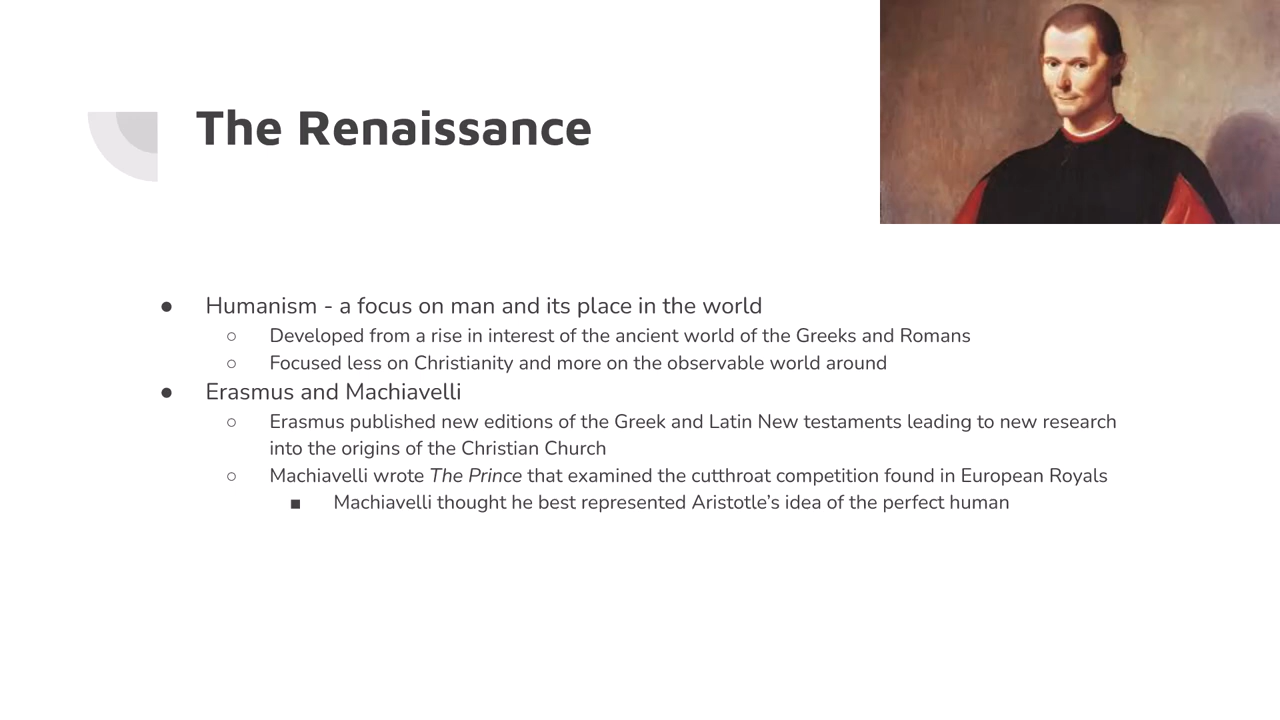 The Renaissance
● Humanism - a focus on man and its place in the world
○ Developed from a rise in interest of the ancient world of the Greeks and Romans
○ Focused less on Christianity and more on the observable world around
● Erasmus and Machiavelli
○ Erasmus published new editions of the Greek and Latin New testaments leading to new research
into the origins of the Christian Church
○ Machiavelli wrote The Prince that examined the cutthroat competition found in European Royals
■ Machiavelli thought he best represented Aristotle’s idea of the perfect human